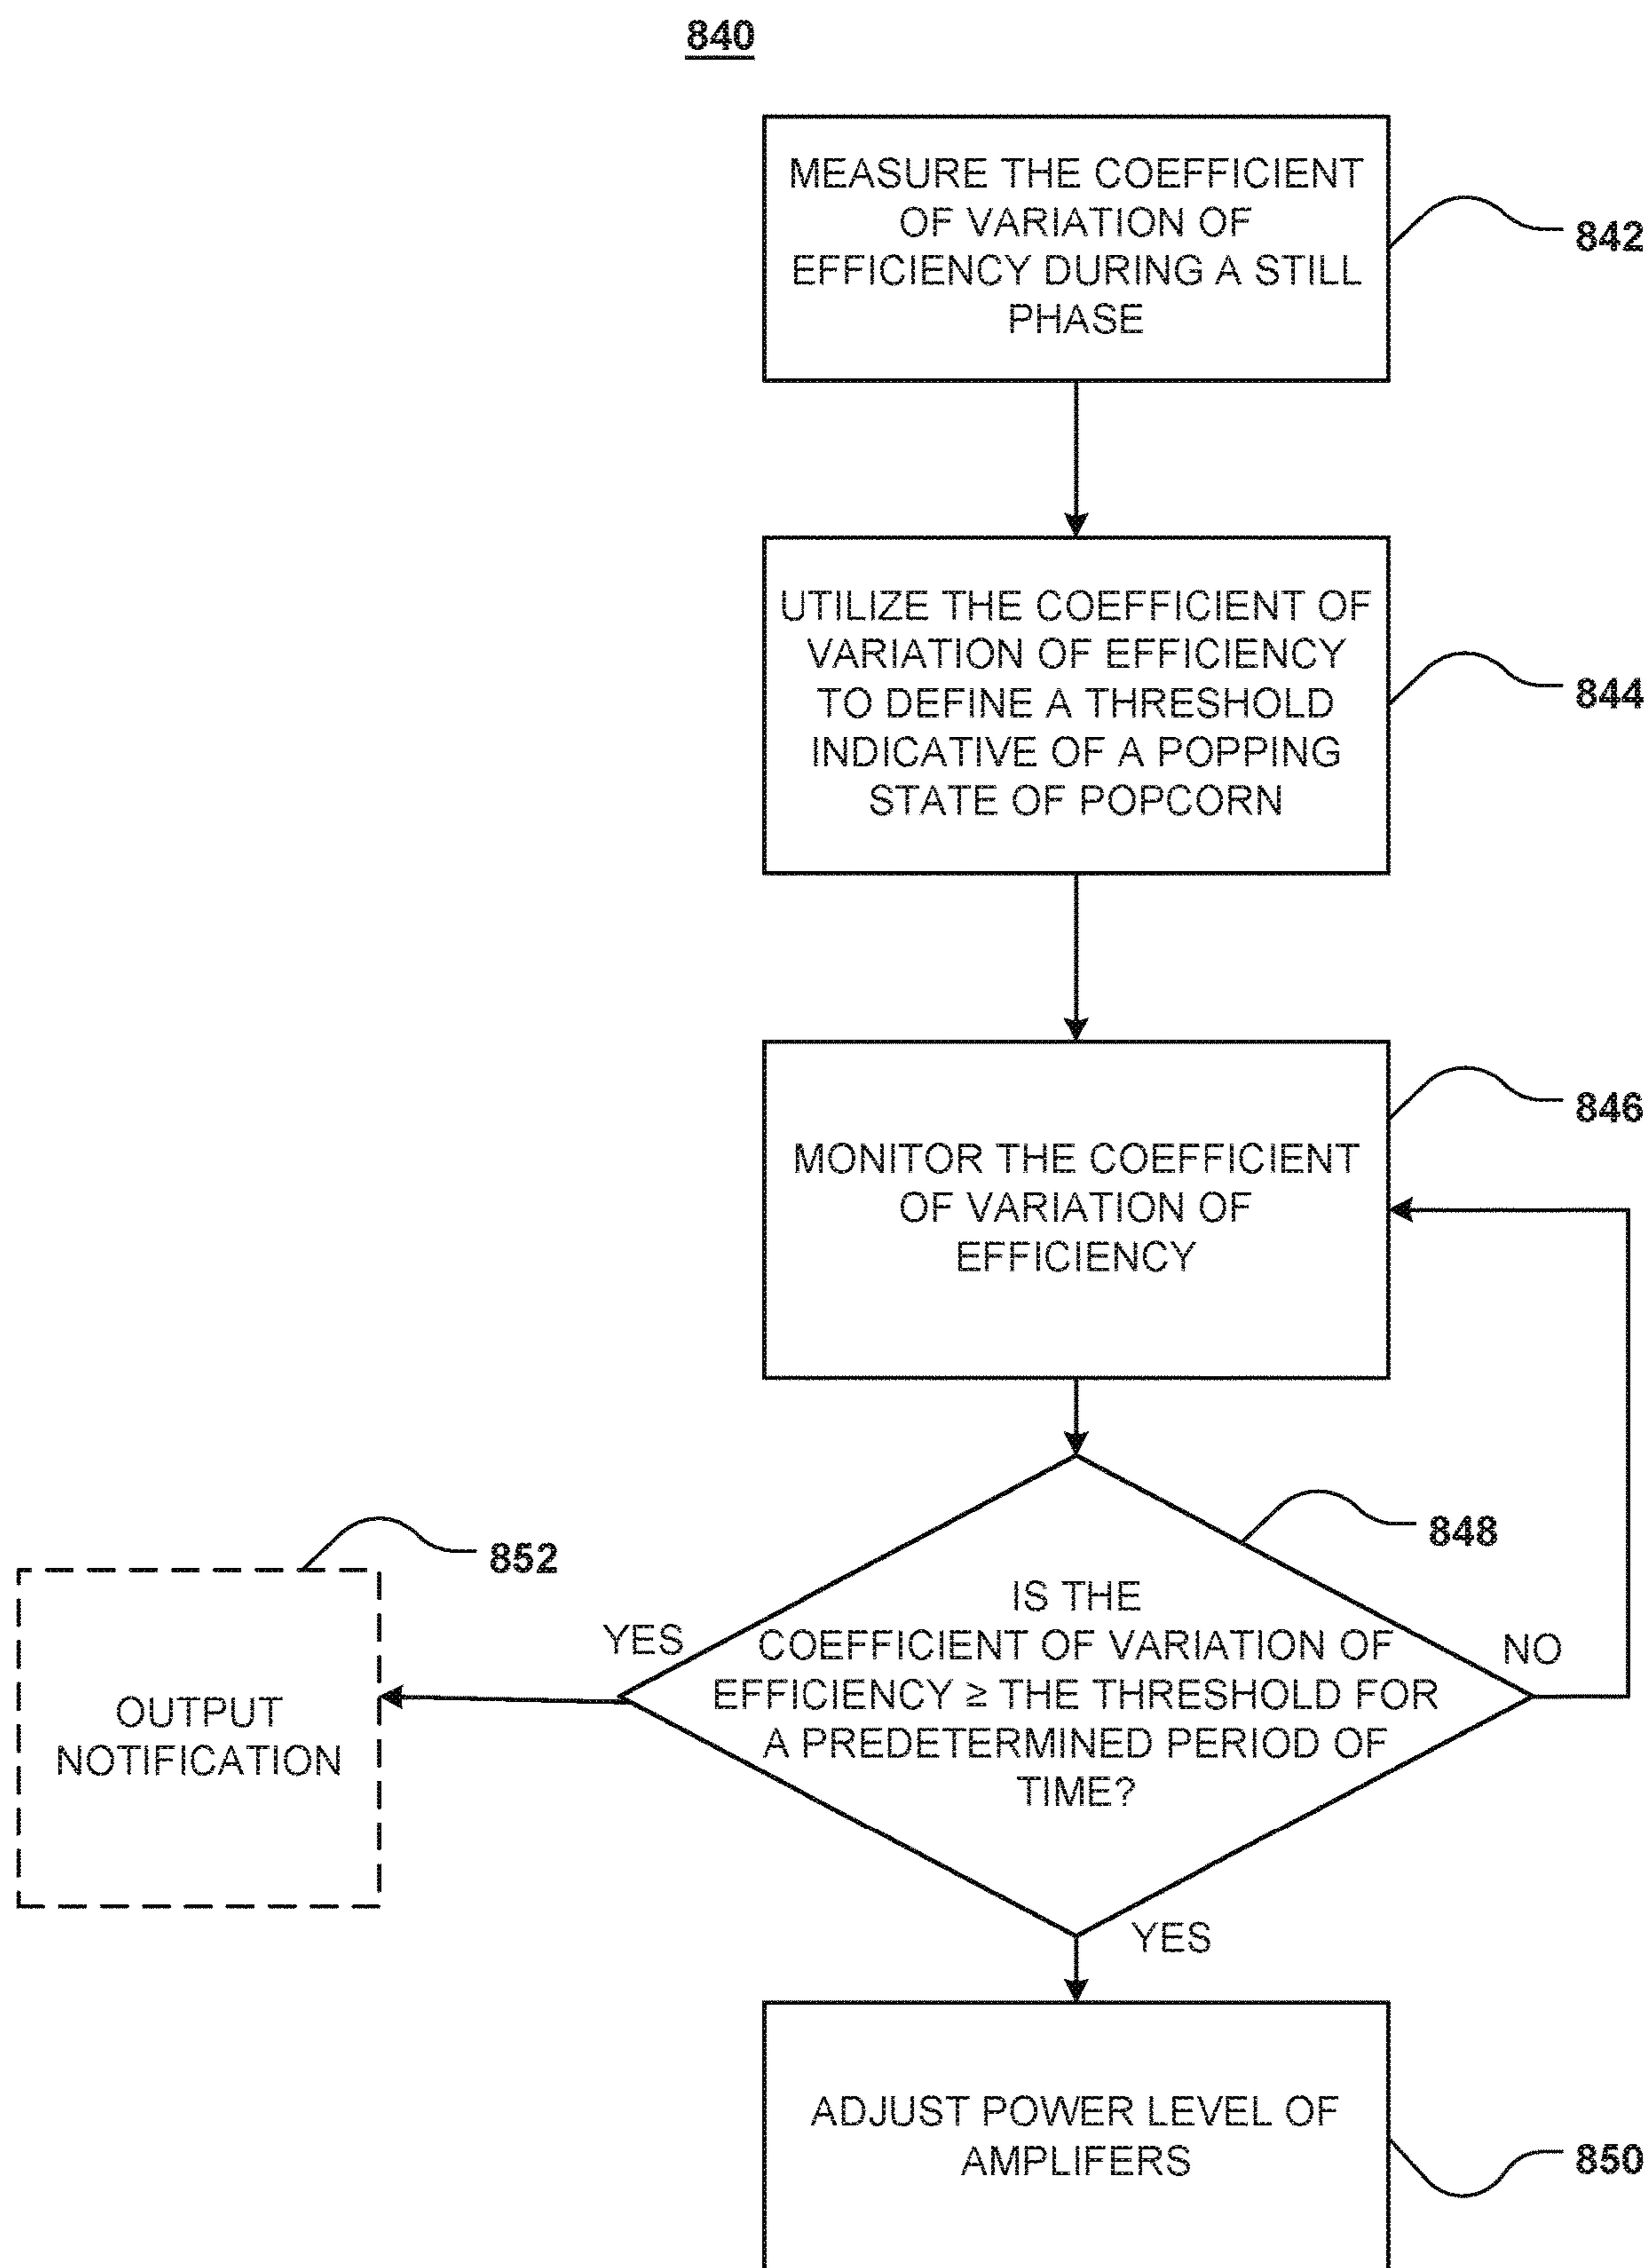 840
MEASURE THE COEFFICIENT
OF VARIATION OF
EFFICIENCY DURING A STILL
PHASE
842
UTILIZE THE COEFFICIENT OF
VARIATION OF EFFICIENCY
TO DEFINE A THRESHOLD
INDICATIVE OF A POPPING
STATE OF POPCORN
844
MONITOR THE COEFFICIENT
OF VARIATION OF
EFFICIENCY
846
IS THE
COEFFICIENT OF VARIATION OF
EFFICIENCY ≥ THE THRESHOLD FOR
A PREDETERMINED PERIOD OF
TIME?
848
NO
YES
OUTPUT
NOTIFICATION
852
YES
ADJUST POWER LEVEL OF
AMPLIFERS
850